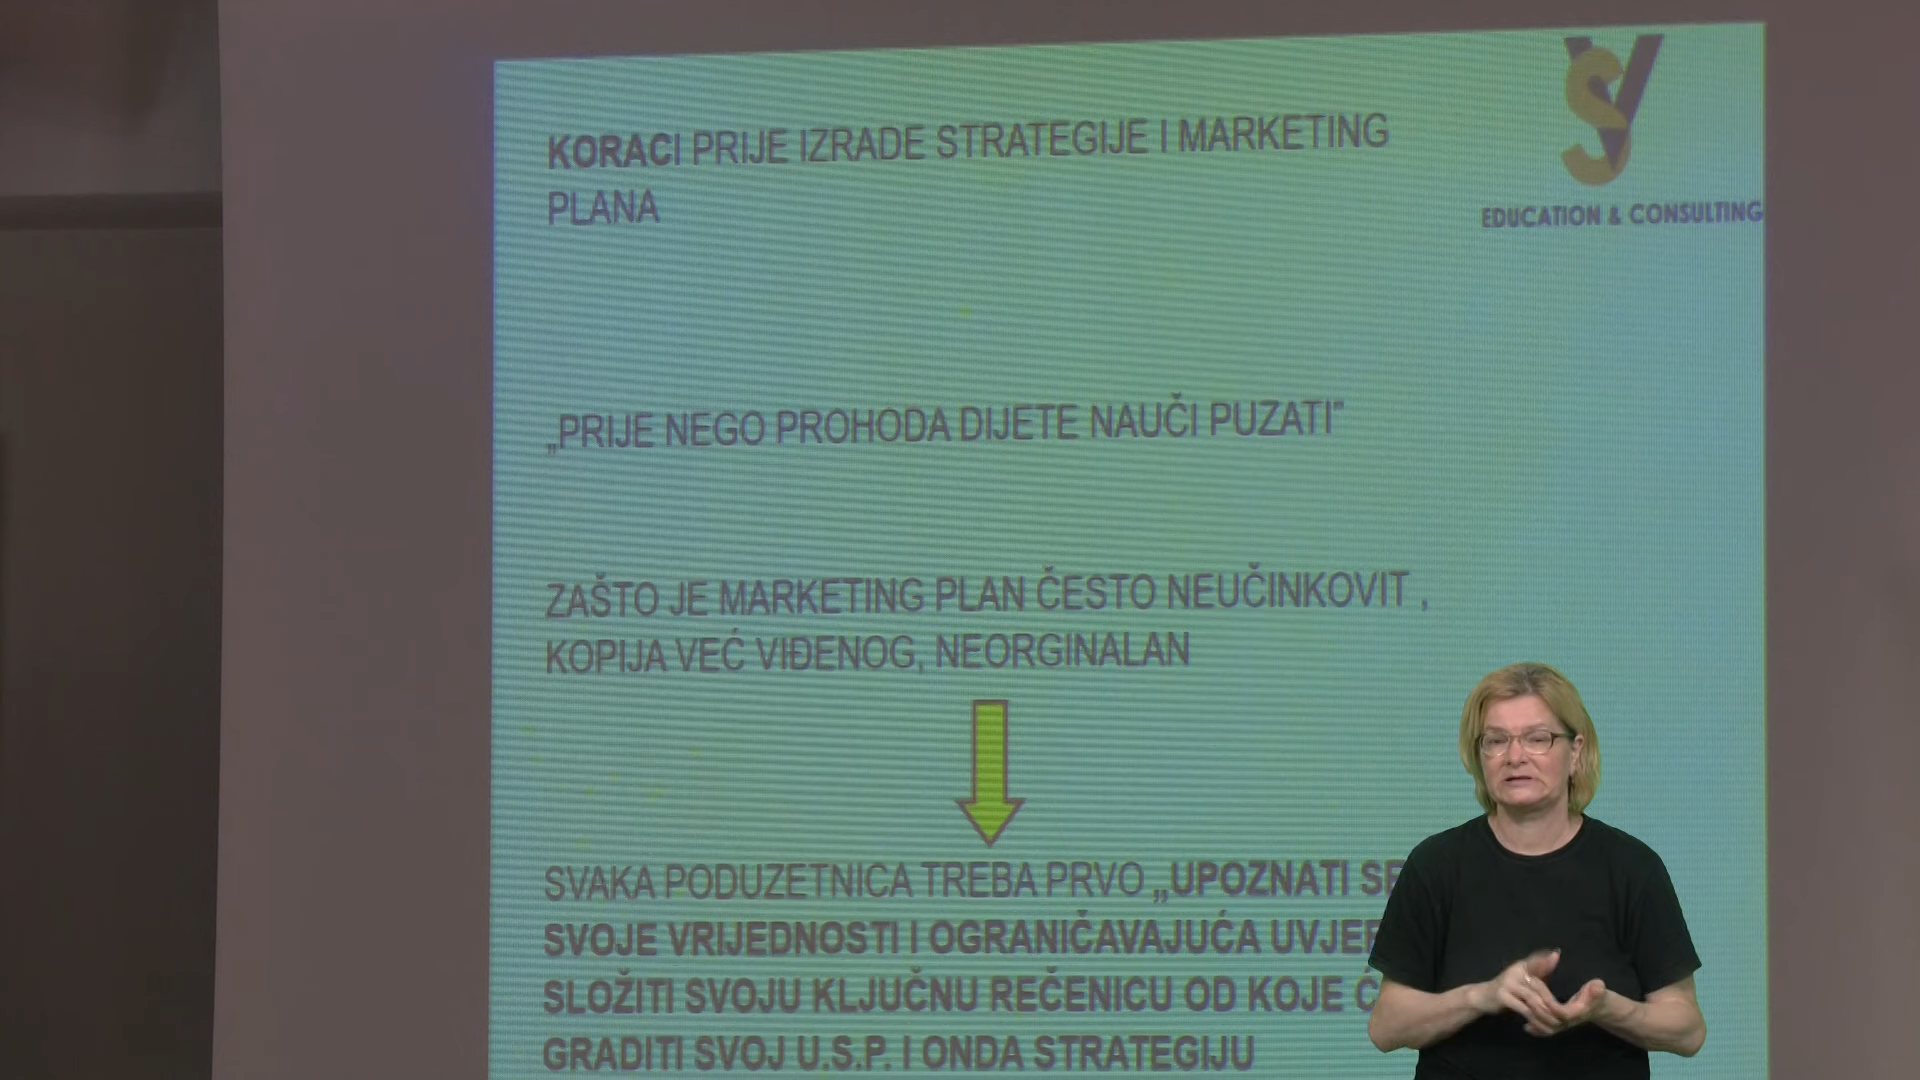 KORACI PRIJE IZRADE STRATEGIJE I MARKETING
PLANA
SV
EDUCATION & CONSULTING
„PRIJE NEGO PROHODA DIJETE NAUČI PUZATI"
ZAŠTO JE MARKETING PLAN ČESTO NEUČINKOVIT ,
KOPIJA VEĆ VIĐENOG, NEORGINALAN
SVAKA PODUZETNICA TREBA PRVO „UPOZNATI
SVOJE VRIJEDNOSTI I OGRANIČAVAJUĆA
SLOŽITI SVOJU KLJUČNU REČENICU OD KOJE
GRADITI SVOJ U.S.P. I ONDA STRATEGIJU